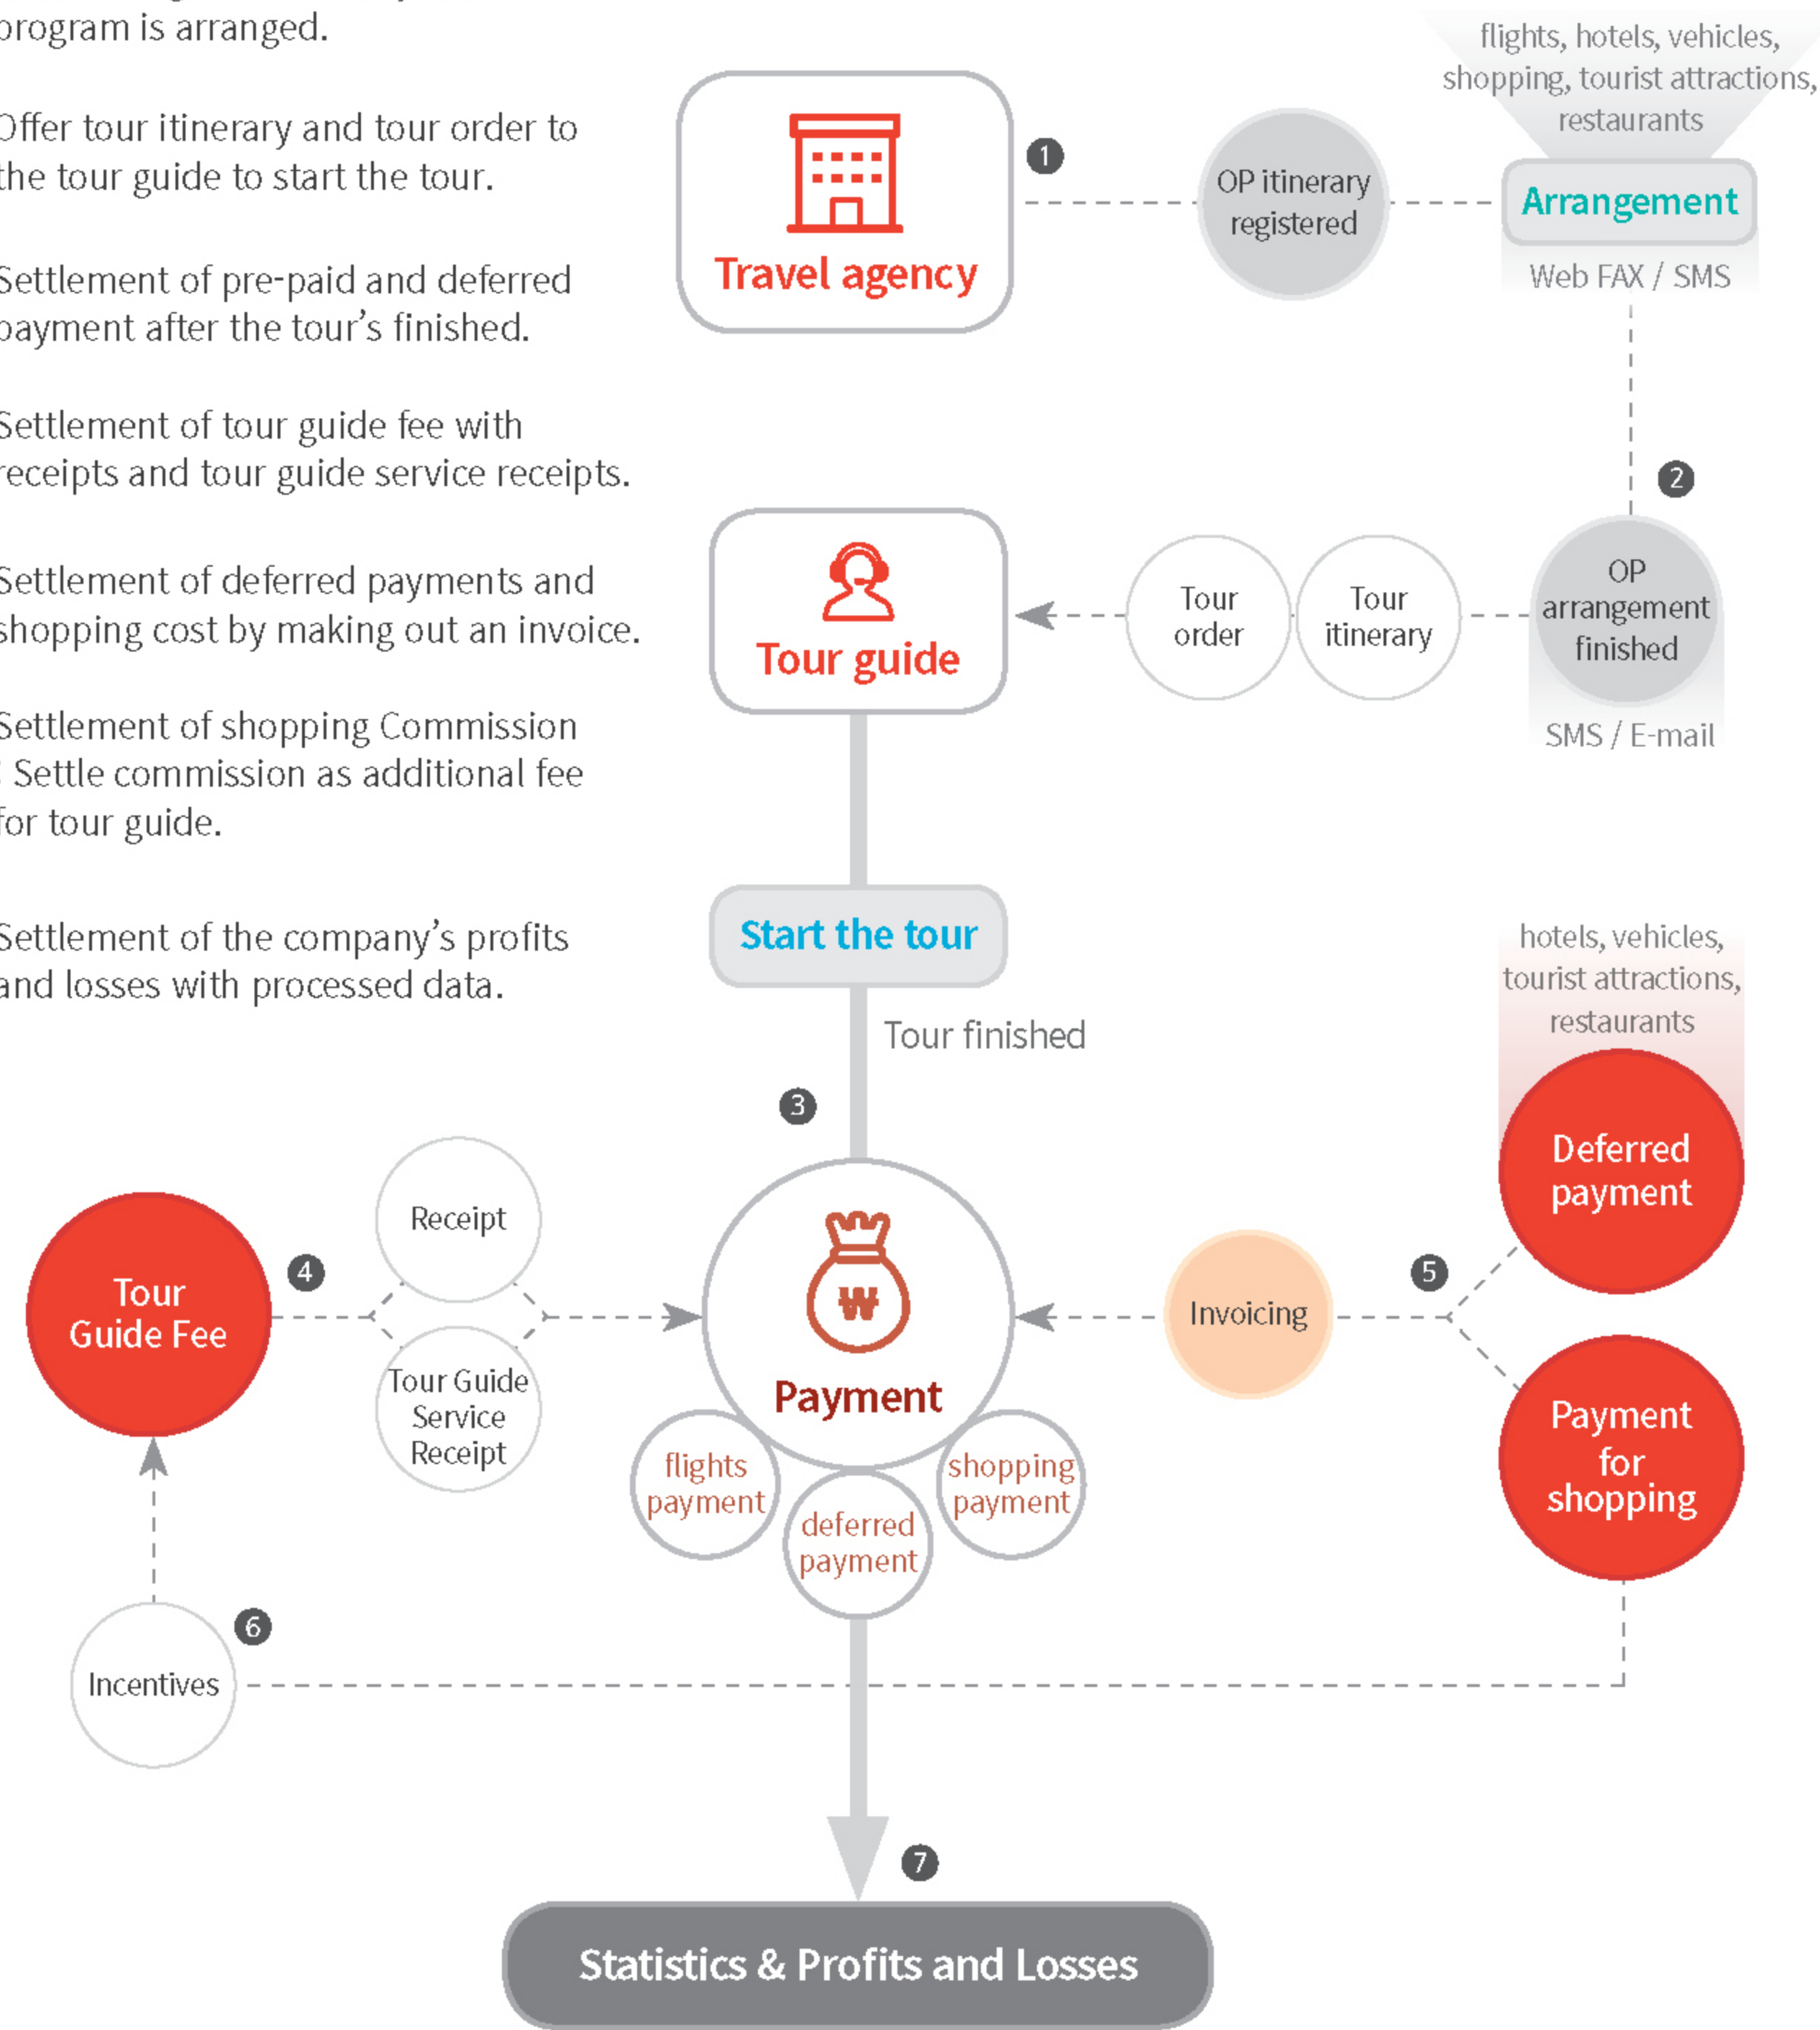 program is arranged.
Offer tour itinerary and tour order to
the tour guide to start the tour.
Settlement of pre-paid and deferred
payment after the tour's finished.
Settlement of tour guide fee with
receipts and tour guide service receipts.
Settlement of deferred payments and
shopping cost by making out an invoice.
Settlement of shopping Commission
: Settle commission as additional fee
for tour guide.
Settlement of the company's profits
and losses with processed data.
flights, hotels, vehicles,
shopping, tourist attractions,
restaurants
Travel agency
1
OP itinerary
registered
Arrangement
Web FAX / SMS
2
OP
arrangement
finished
SMS / E-mail
Tour
itinerary
Tour
order
Tour guide
Start the tour
Tour finished
3
hotels, vehicles,
tourist attractions,
restaurants
Deferred
payment
Payment
for
shopping
5
Invoicing
Tour
Guide Fee
4
Receipt
Tour Guide
Service
Receipt
₩
Payment
flights
payment
deferred
payment
shopping
payment
6
Incentives
7
Statistics & Profits and Losses